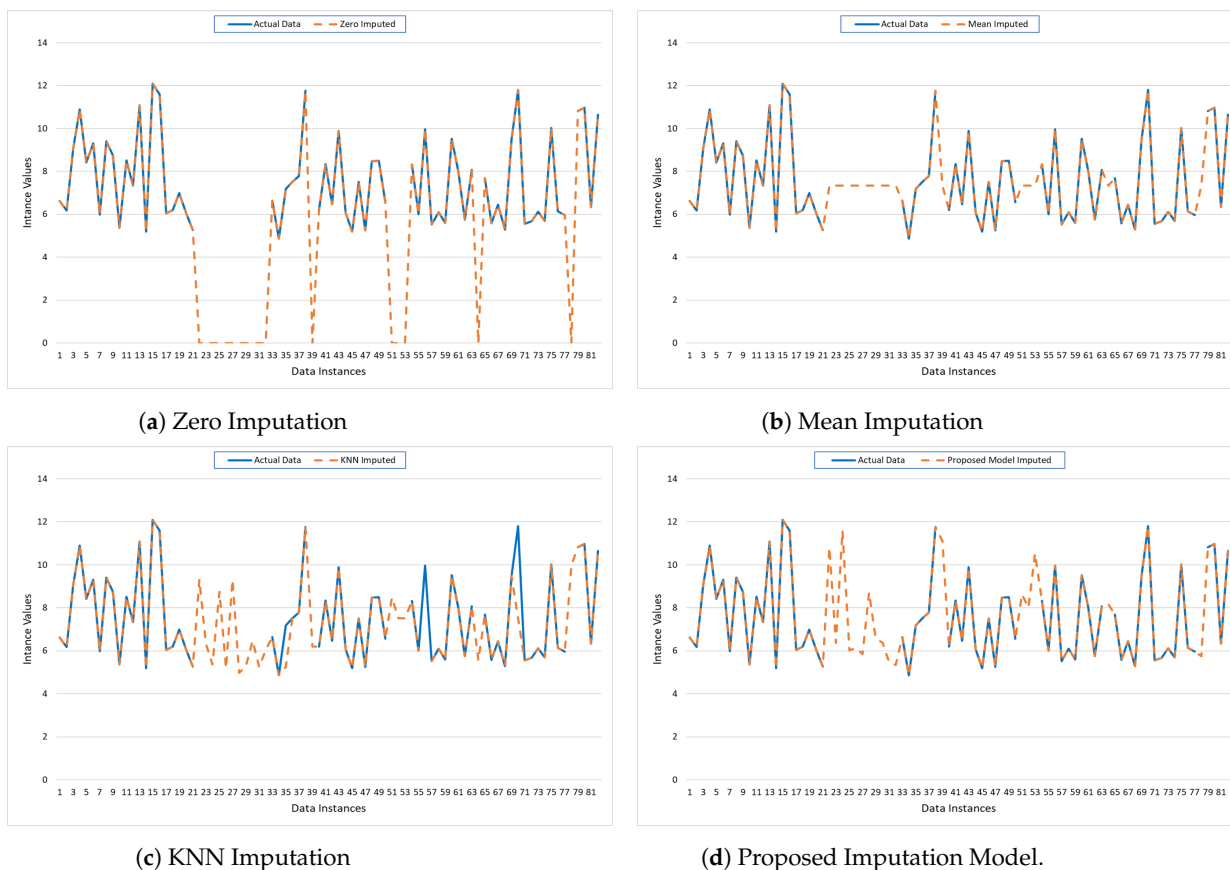 Actual Data Zero Imputed
14
12
10
8
6
4
2
0
Intance Values
1 3 5 7 9 11 13 15 17 19 21 23 25 27 29 31 33 35 37 39 41 43 45 47 49 51 53 55 57 59 61 63 65 67 69 71 73 75 77 79 81
Data Instances
(a) Zero Imputation
Actual Data Mean Imputed
14
12
10
8
6
4
2
0
Intance Values
1 3 5 7 9 11 13 15 17 19 21 23 25 27 29 31 33 35 37 39 41 43 45 47 49 51 53 55 57 59 61 63 65 67 69 71 73 75 77 79 81
Data Instances
(b) Mean Imputation
Actual Data KNN Imputed
14
12
10
8
6
4
2
0
Intance Values
1 3 5 7 9 11 13 15 17 19 21 23 25 27 29 31 33 35 37 39 41 43 45 47 49 51 53 55 57 59 61 63 65 67 69 71 73 75 77 79 81
Data Instances
(c) KNN Imputation
Actual Data Proposed Model Imputed
14
12
10
8
6
4
2
0
Intance Values
1 3 5 7 9 11 13 15 17 19 21 23 25 27 29 31 33 35 37 39 41 43 45 47 49 51 53 55 57 59 61 63 65 67 69 71 73 75 77 79 81
Data Instances
(d) Proposed Imputation Model.